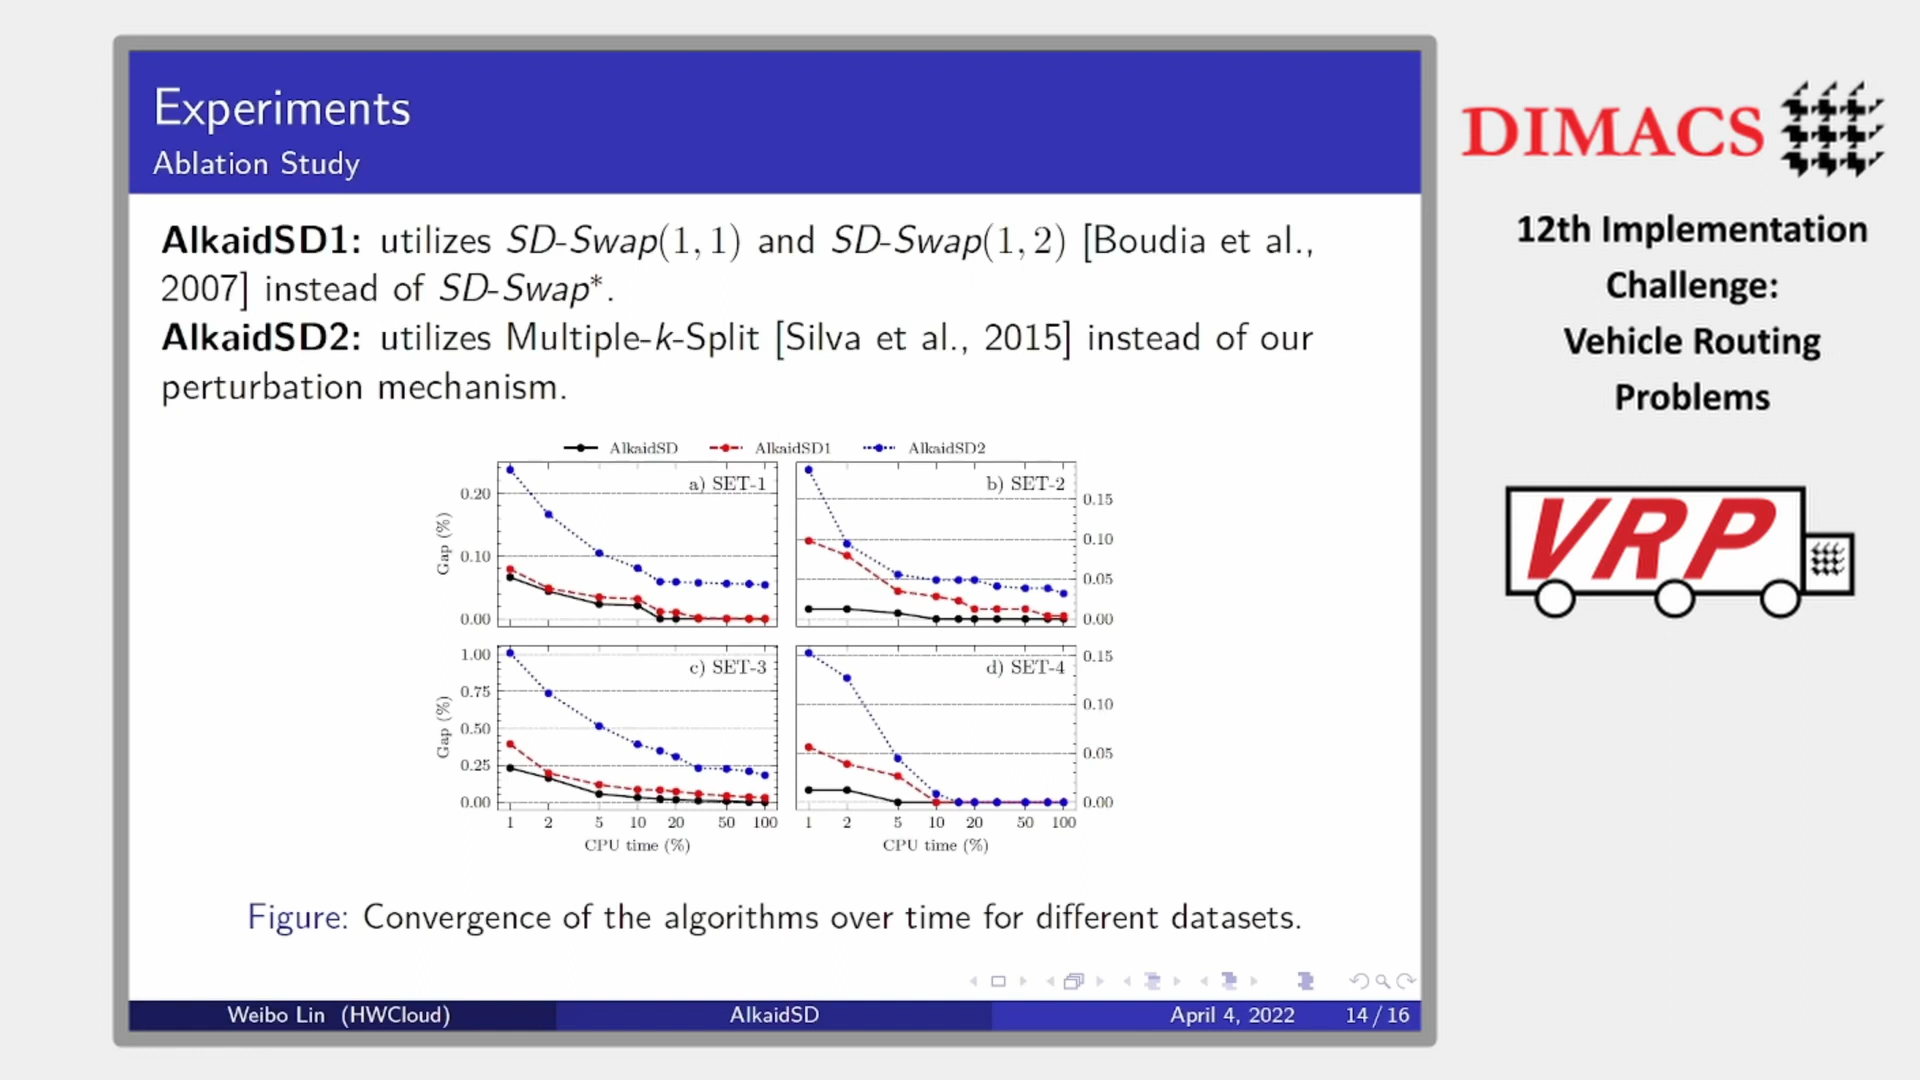 Experiments
Ablation Study
AlkaidSD1: utilizes SD-Swap(1, 1) and SD-Swap(1, 2) [Boudia et al.,
2007] instead of SD-Swap*.
AlkaidSD2: utilizes Multiple-k-Split [Silva et al., 2015] instead of our
perturbation mechanism.
AlkaidSD AlkaidSD1 AlkaidSD2
a) SET-1
Gap (%)
0.20
0.10
0.00
b) SET-2
0.15
0.10
0.05
0.00
c) SET-3
Gap (%)
1.00
0.75
0.50
0.25
0.00
1 2 5 10 20 50 100
CPU time (%)
d) SET-4
0.15
0.10
0.05
0.00
1 2 5 10 20 50 100
CPU time (%)
Figure: Convergence of the algorithms over time for different datasets.
Weibo Lin (HWCloud) AlkaidSD April 4, 2022 14 / 16
DIMACS
12th Implementation
Challenge:
Vehicle Routing
Problems
VRP